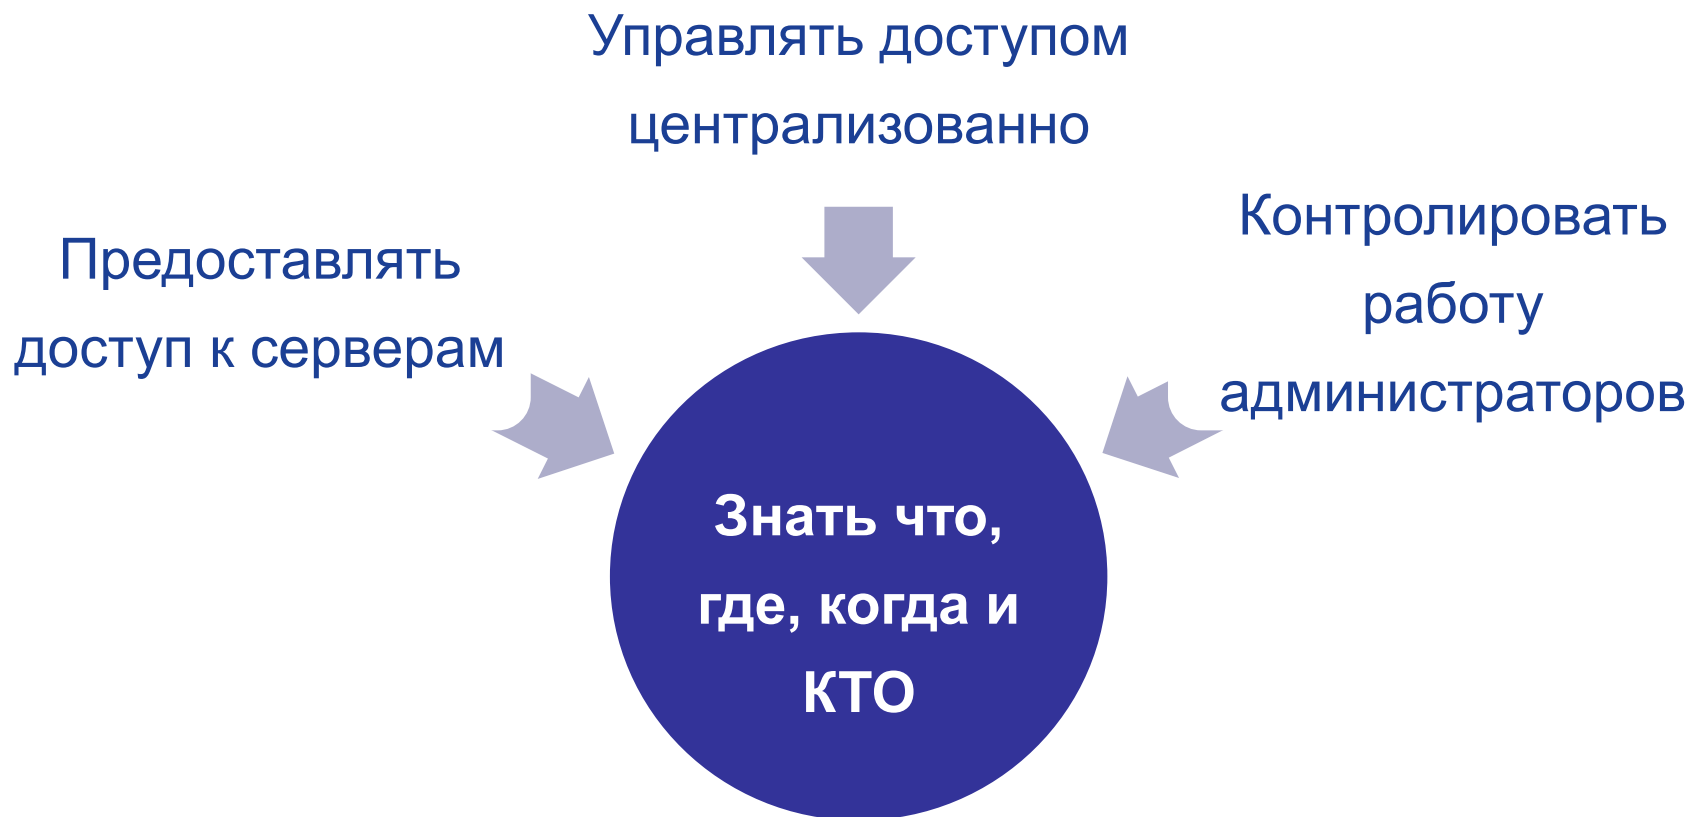 Управлять доступом
централизованно
Предоставлять
доступ к серверам
Контролировать
работу
администраторов
Знать что,
где, когда и
КТО